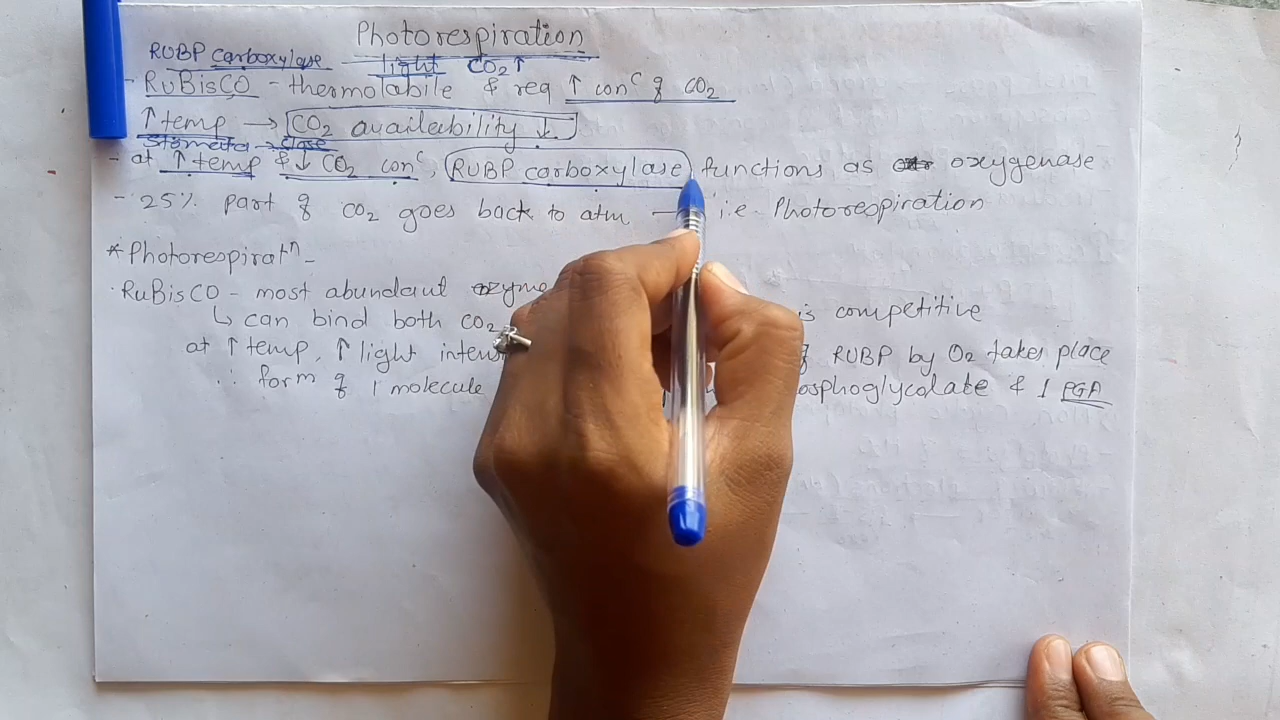 Photorespiration
RUBP carboxylase light CO₂ ↑
- RuBisCO - thermolabile & req ↑ conᶜ of CO₂
↑ temp → CO₂ availability ↓
Stomata → close
- at ↑ temp & ↓ CO₂ conᶜ, RUBP carboxylase functions as oxygenase
- 25% part of CO₂ goes back to atm → i.e. Photorespiration
* Photorespiratⁿ -
· RuBisCO - most abundant enzyme
↳ can bind both CO₂ is competitive
at ↑ temp, ↑ light of RUBP by O₂ takes place
∴ form of 1 molecule & 1 PGA